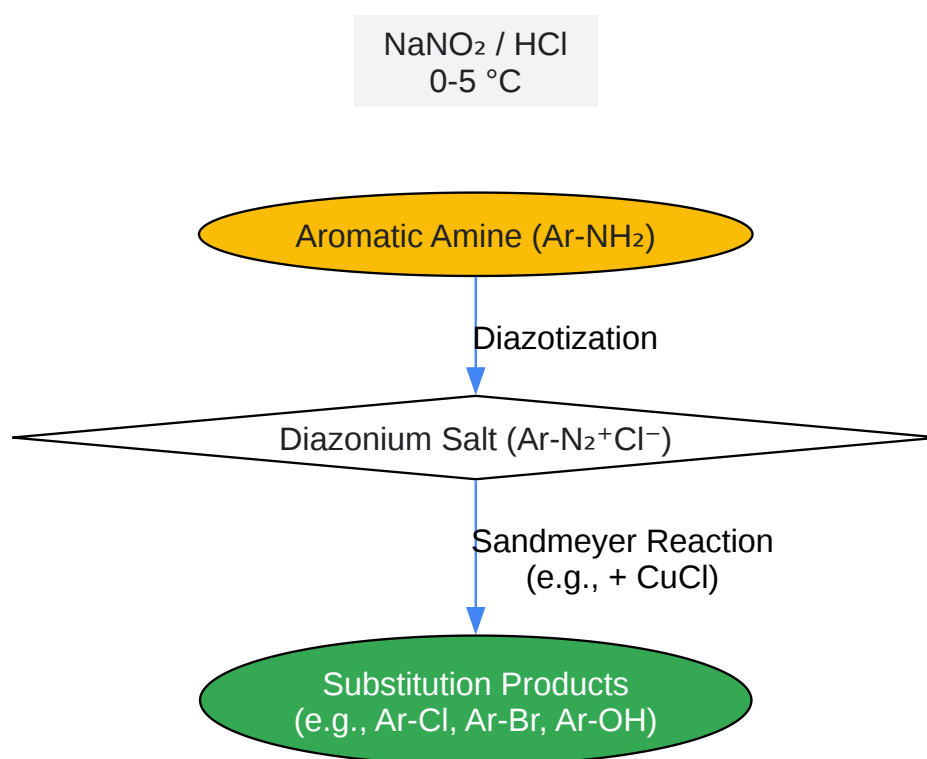 NaNO₂ / HCl
0-5 °C
Aromatic Amine (Ar-NH₂)
Diazotization
Diazonium Salt (Ar-N₂⁺Cl⁻)
Sandmeyer Reaction
(e.g., + CuCl)
Substitution Products
(e.g., Ar-Cl, Ar-Br, Ar-OH)